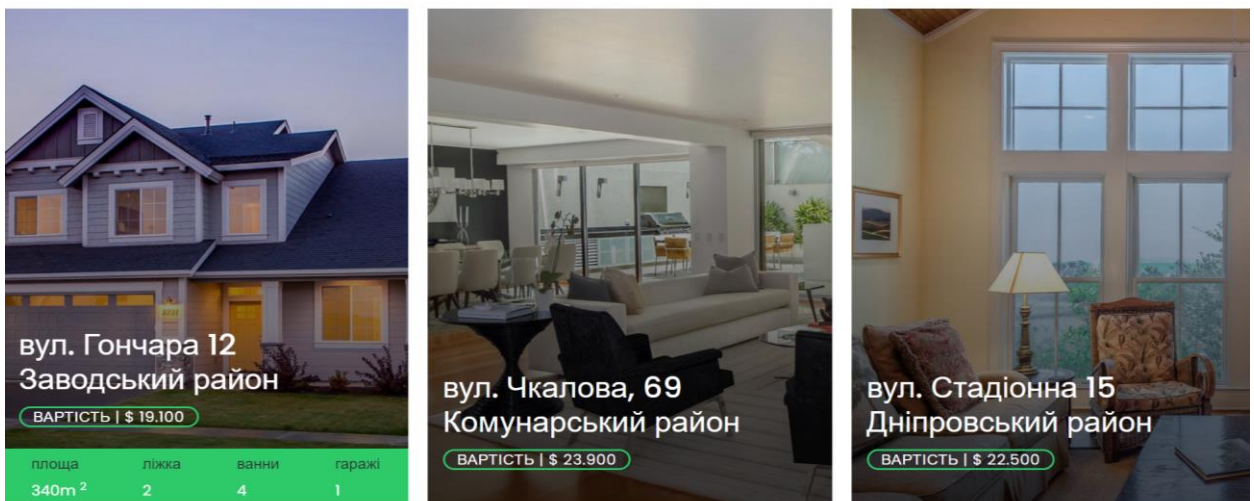 вул. Гончара 12
Заводський район
ВАРТІСТЬ | $ 19.100
площа ліжка ванни гаражі
340m ² 2 4 1
вул. Чкалова, 69
Комунарський район
ВАРТІСТЬ | $ 23.900
вул. Стадіонна 15
Дніпровський район
ВАРТІСТЬ | $ 22.500